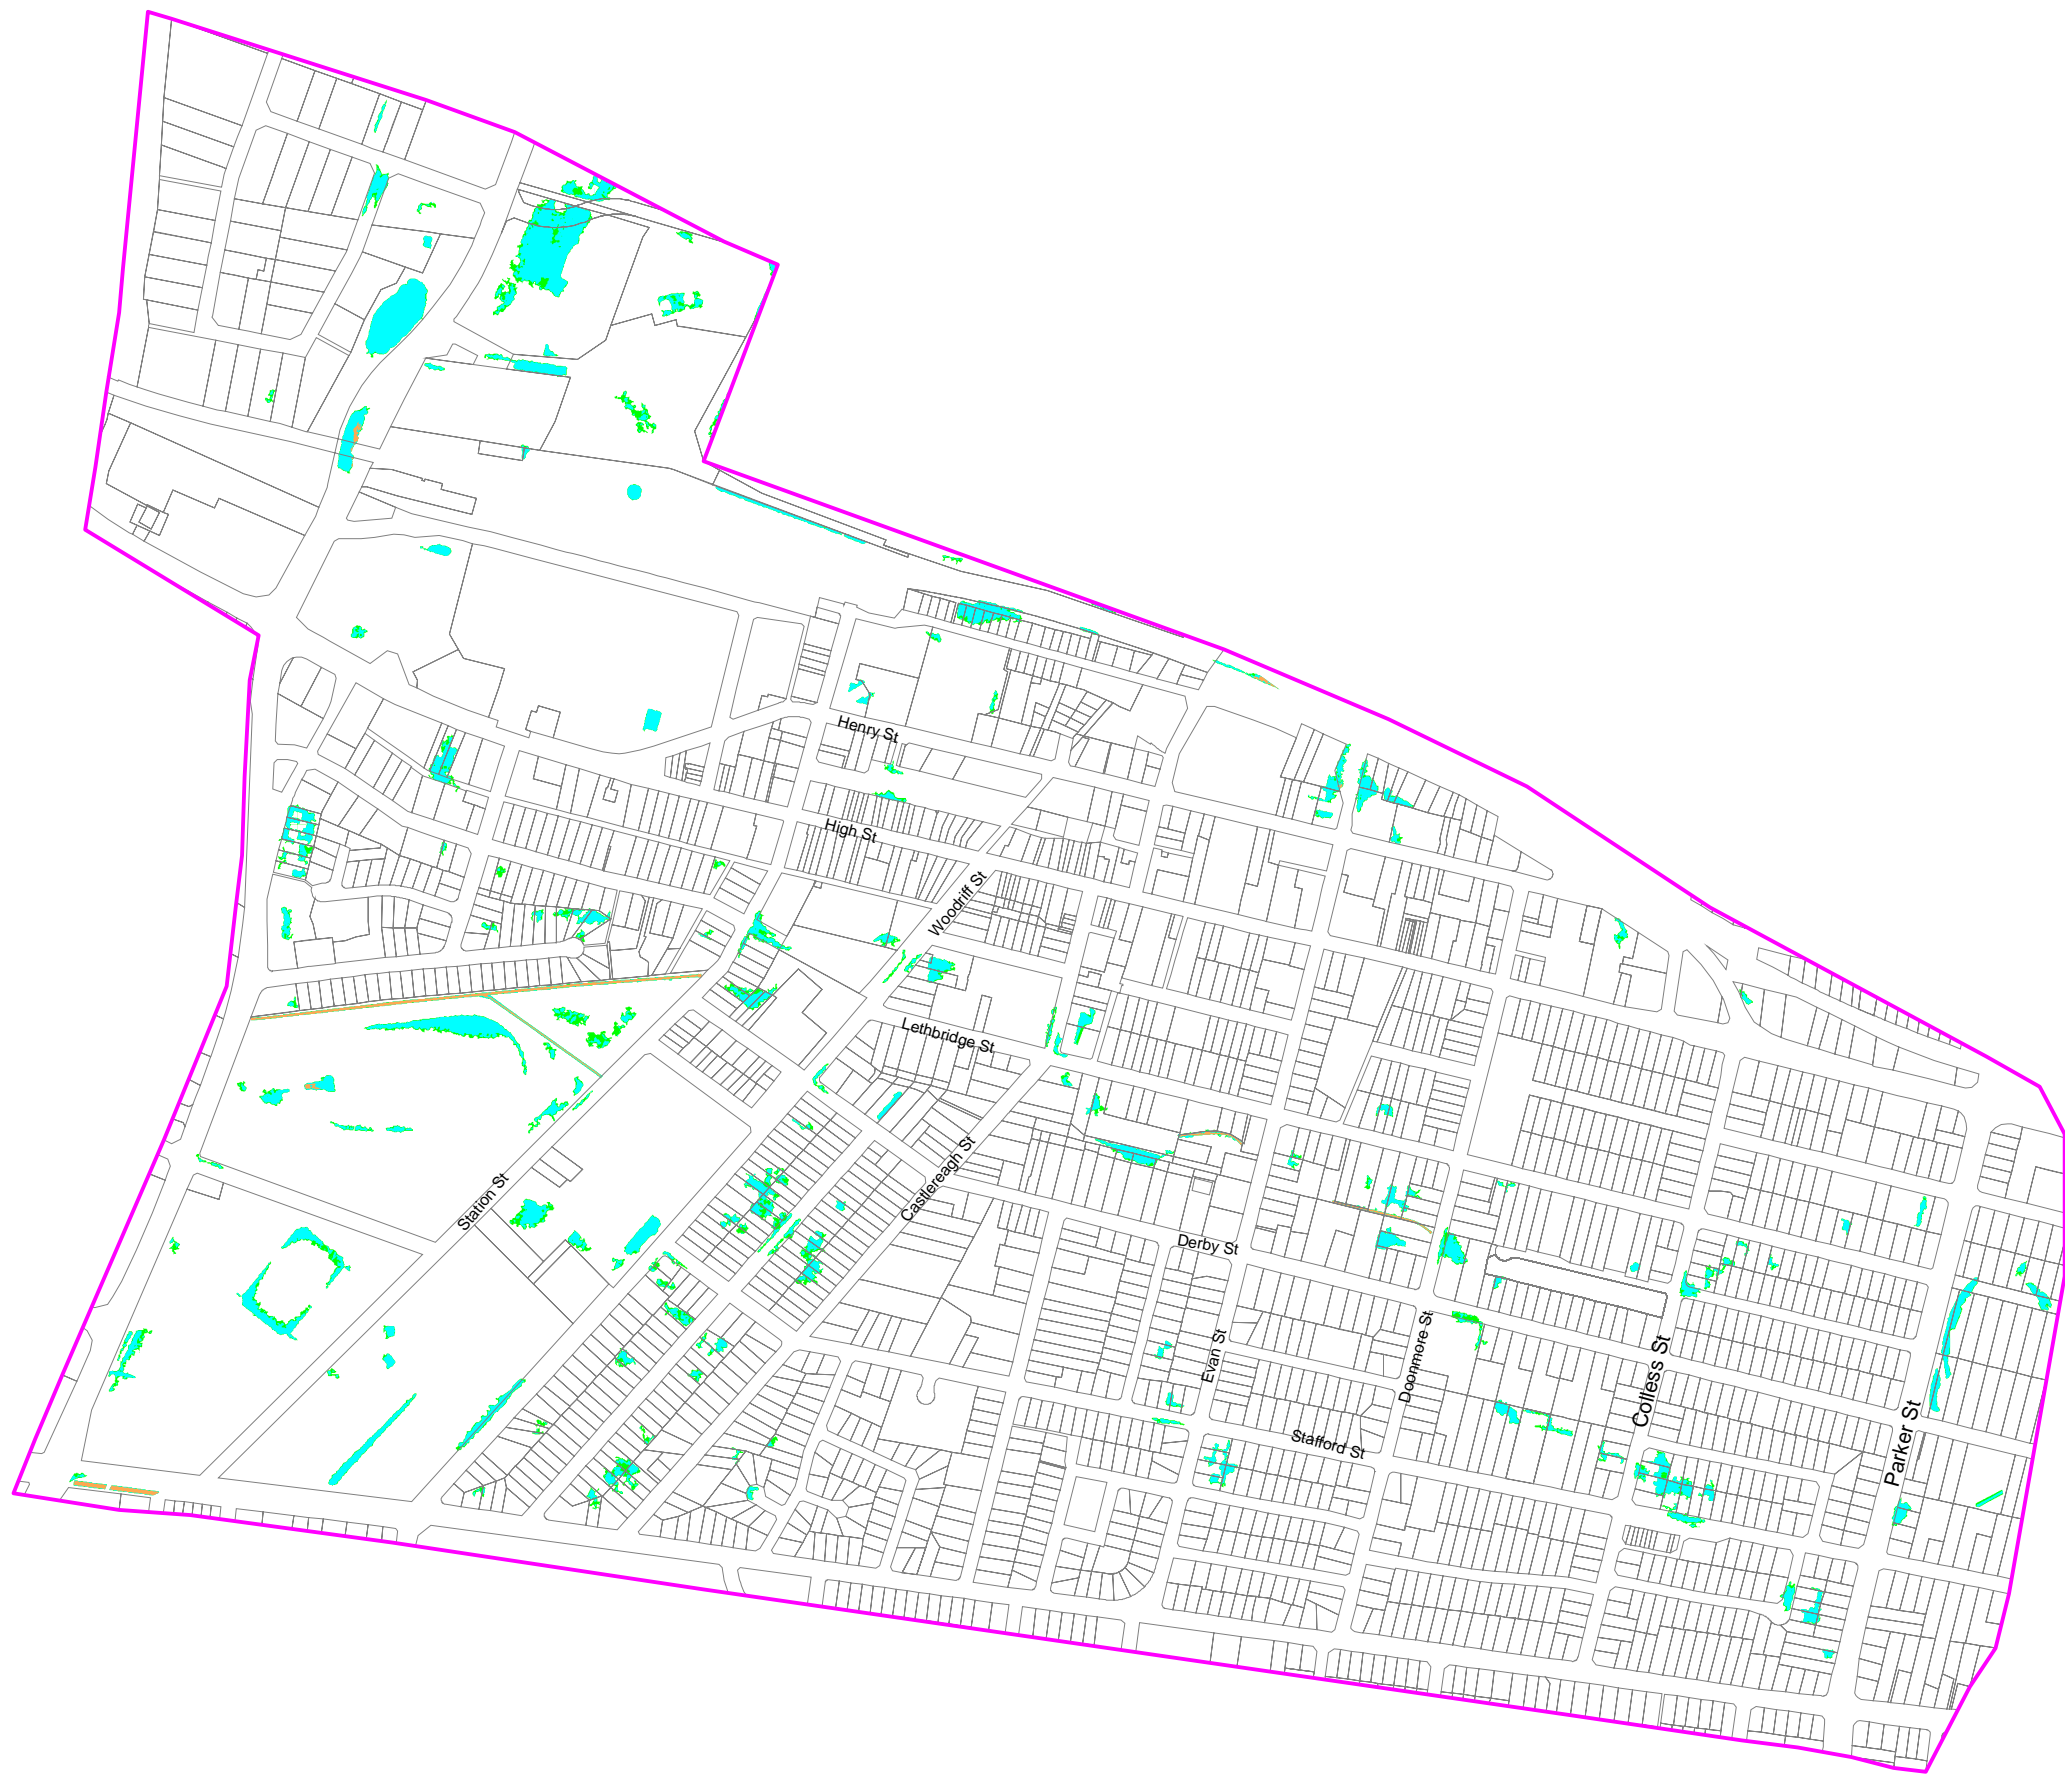 Henry St
High St
Woodriff St
Lethbridge St
Castlereagh St
Station St
Derby St
Evan St
Doonmore St
Colless St
Parker St
Stafford St